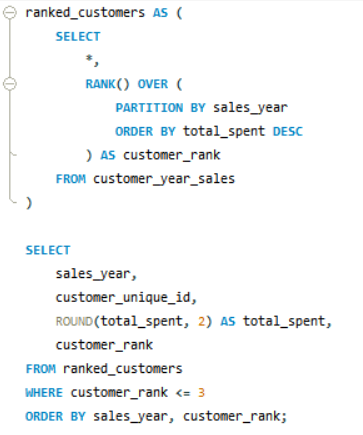 ranked_customers AS (
SELECT
*,
RANK() OVER (
PARTITION BY sales_year
ORDER BY total_spent DESC
) AS customer_rank
FROM customer_year_sales
)
SELECT
sales_year,
customer_unique_id,
ROUND(total_spent, 2) AS total_spent,
customer_rank
FROM ranked_customers
WHERE customer_rank <= 3
ORDER BY sales_year, customer_rank;